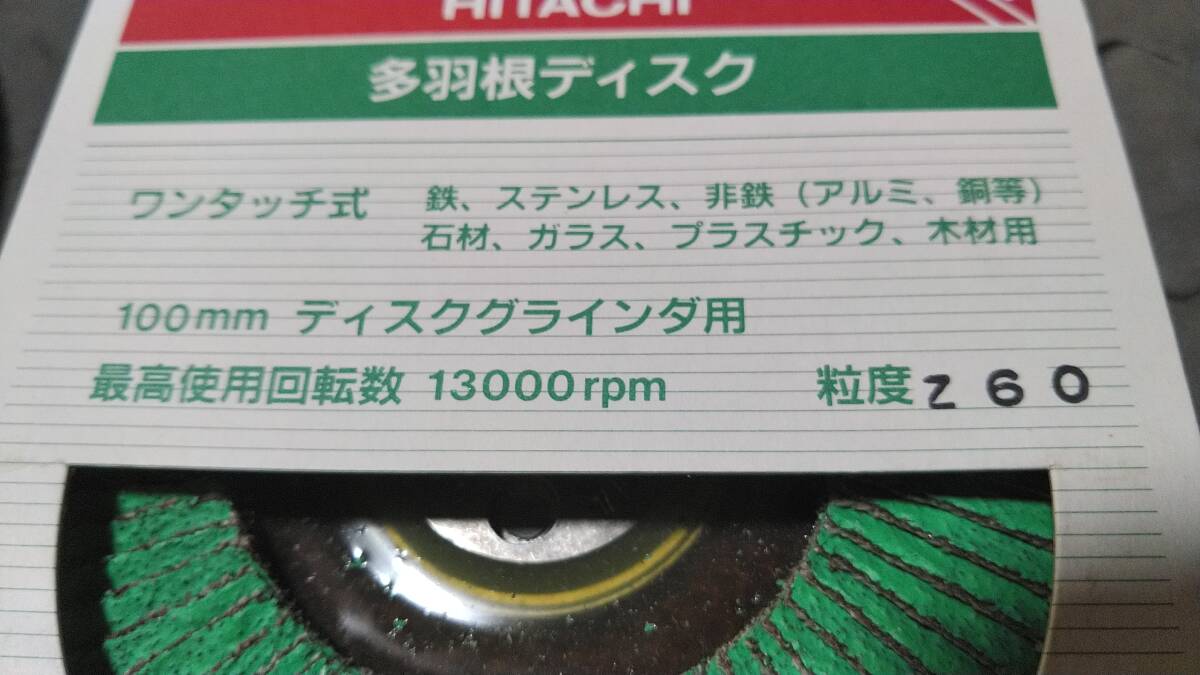 HITACHI
多羽根ディスク
ワンタッチ式 鉄、ステンレス、非鉄（アルミ、銅等）
石材、ガラス、プラスチック、木材用
100mm ディスクグラインダ用
最高使用回転数 13000rpm 粒度 Z60